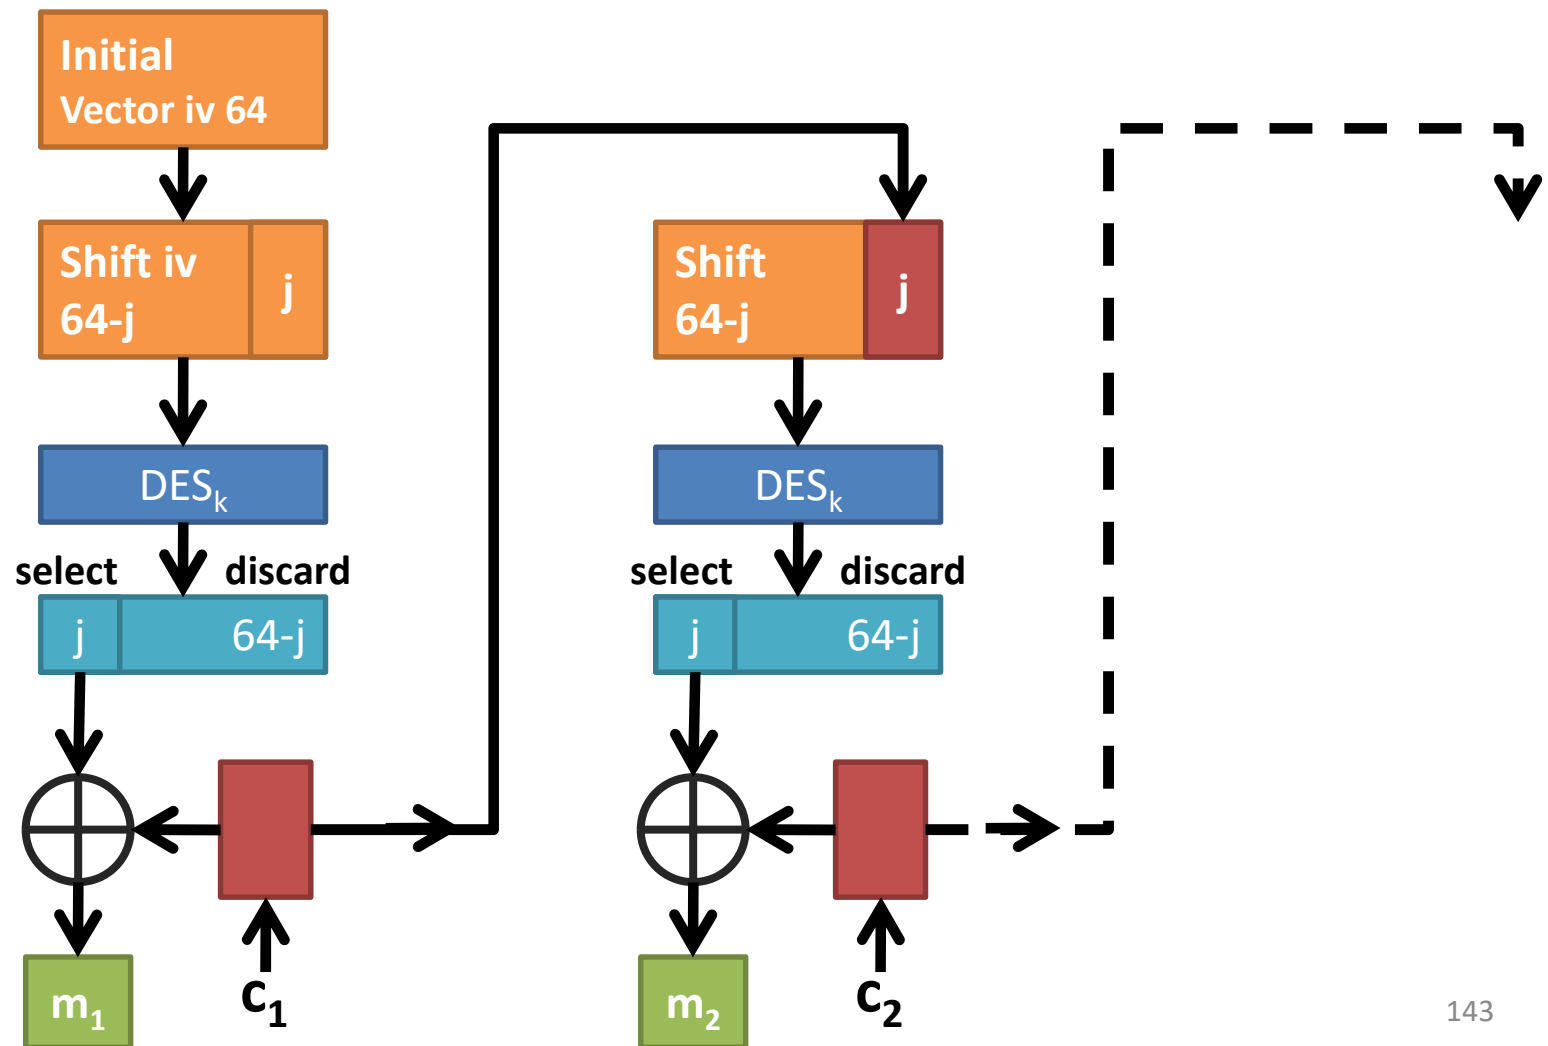 Initial
Vector iv 64
Shift iv
64-j
j
Shift
64-j
j
DESₖ
DESₖ
select
discard
select
discard
j
64-j
j
64-j
m₁
c₁
m₂
c₂
143